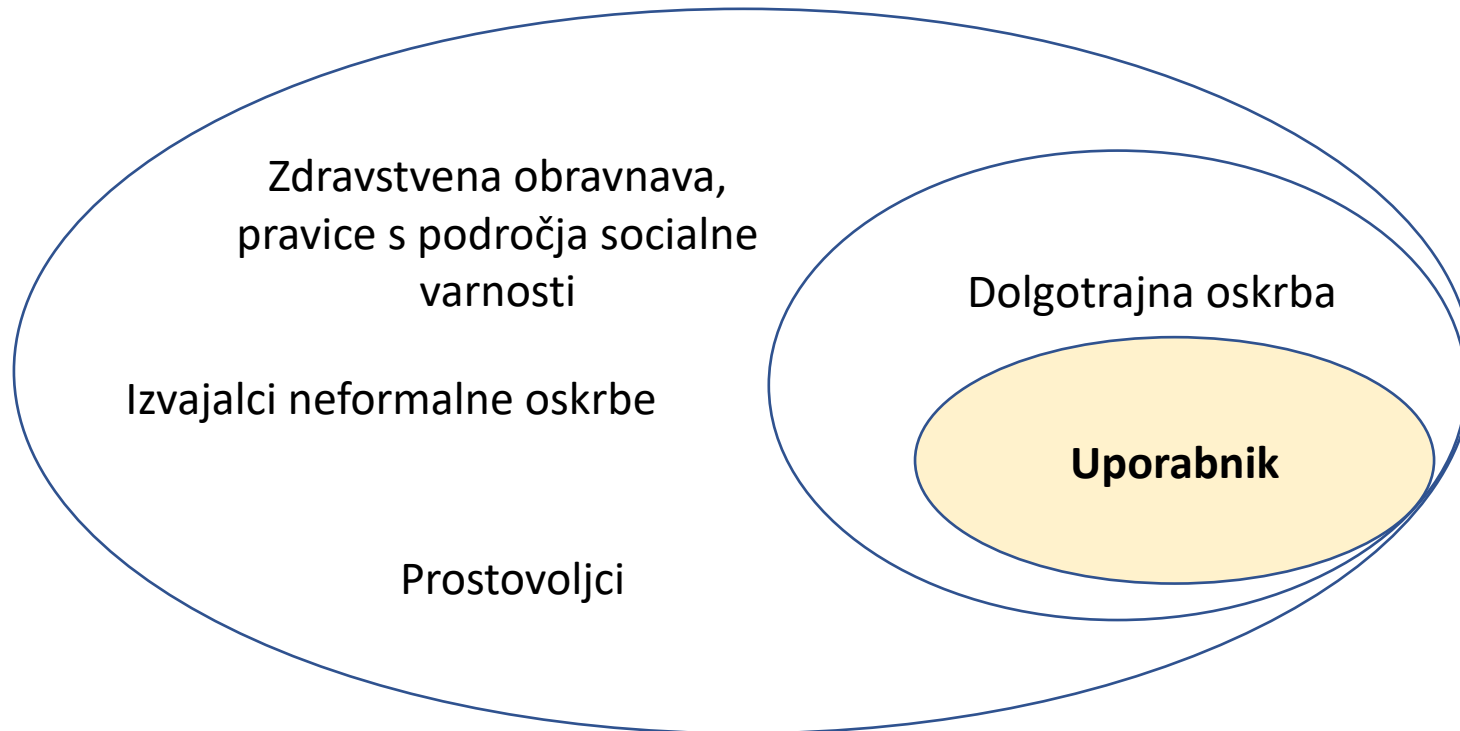 Zdravstvena obravnava,
pravice s področja socialne
varnosti
Dolgotrajna oskrba
Izvajalci neformalne oskrbe
Uporabnik
Prostovoljci